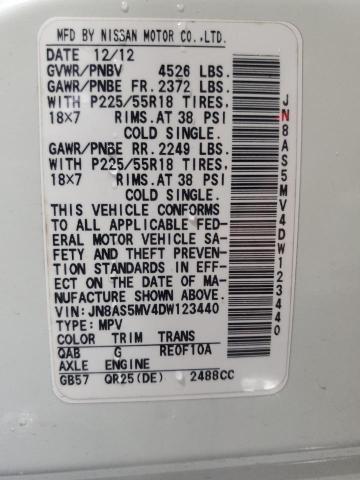 MFD BY NISSAN MOTOR CO.,LTD.
DATE 12/12
GVWR/PNBV 4526 LBS.
GAWR/PNBE FR. 2372 LBS.
WITH P225/55R18 TIRES,
18X7 RIMS.AT 38 PSI
COLD SINGLE.
GAWR/PNBE RR. 2249 LBS.
WITH P225/55R18 TIRES,
18X7 RIMS.AT 38 PSI
COLD SINGLE.
THIS VEHICLE CONFORMS
TO ALL APPLICABLE FED-
ERAL MOTOR VEHICLE SA-
FETY AND THEFT PREVEN-
TION STANDARDS IN EFF-
ECT ON THE DATE OF MA-
NUFACTURE SHOWN ABOVE.
VIN:JN8AS5MV4DW123440
TYPE:MPV
COLOR TRIM TRANS
QAB G RE0F10A
AXLE ENGINE
GB57 QR25(DE) 2488CC
JN8AS5MV4DW123440